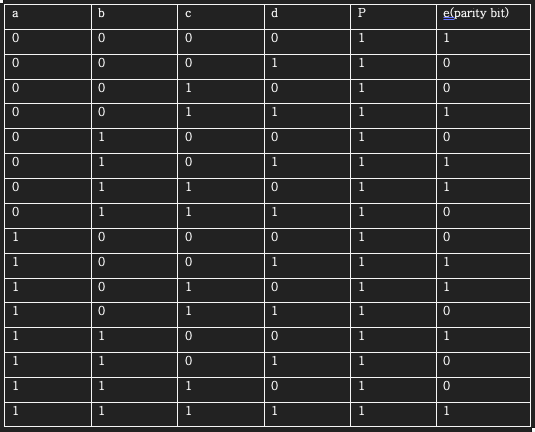 a b c d P e(parity bit)
0 0 0 0 1 1
0 0 0 1 1 0
0 0 1 0 1 0
0 0 1 1 1 1
0 1 0 0 1 0
0 1 0 1 1 1
0 1 1 0 1 1
0 1 1 1 1 0
1 0 0 0 1 0
1 0 0 1 1 1
1 0 1 0 1 1
1 0 1 1 1 0
1 1 0 0 1 1
1 1 0 1 1 0
1 1 1 0 1 0
1 1 1 1 1 1